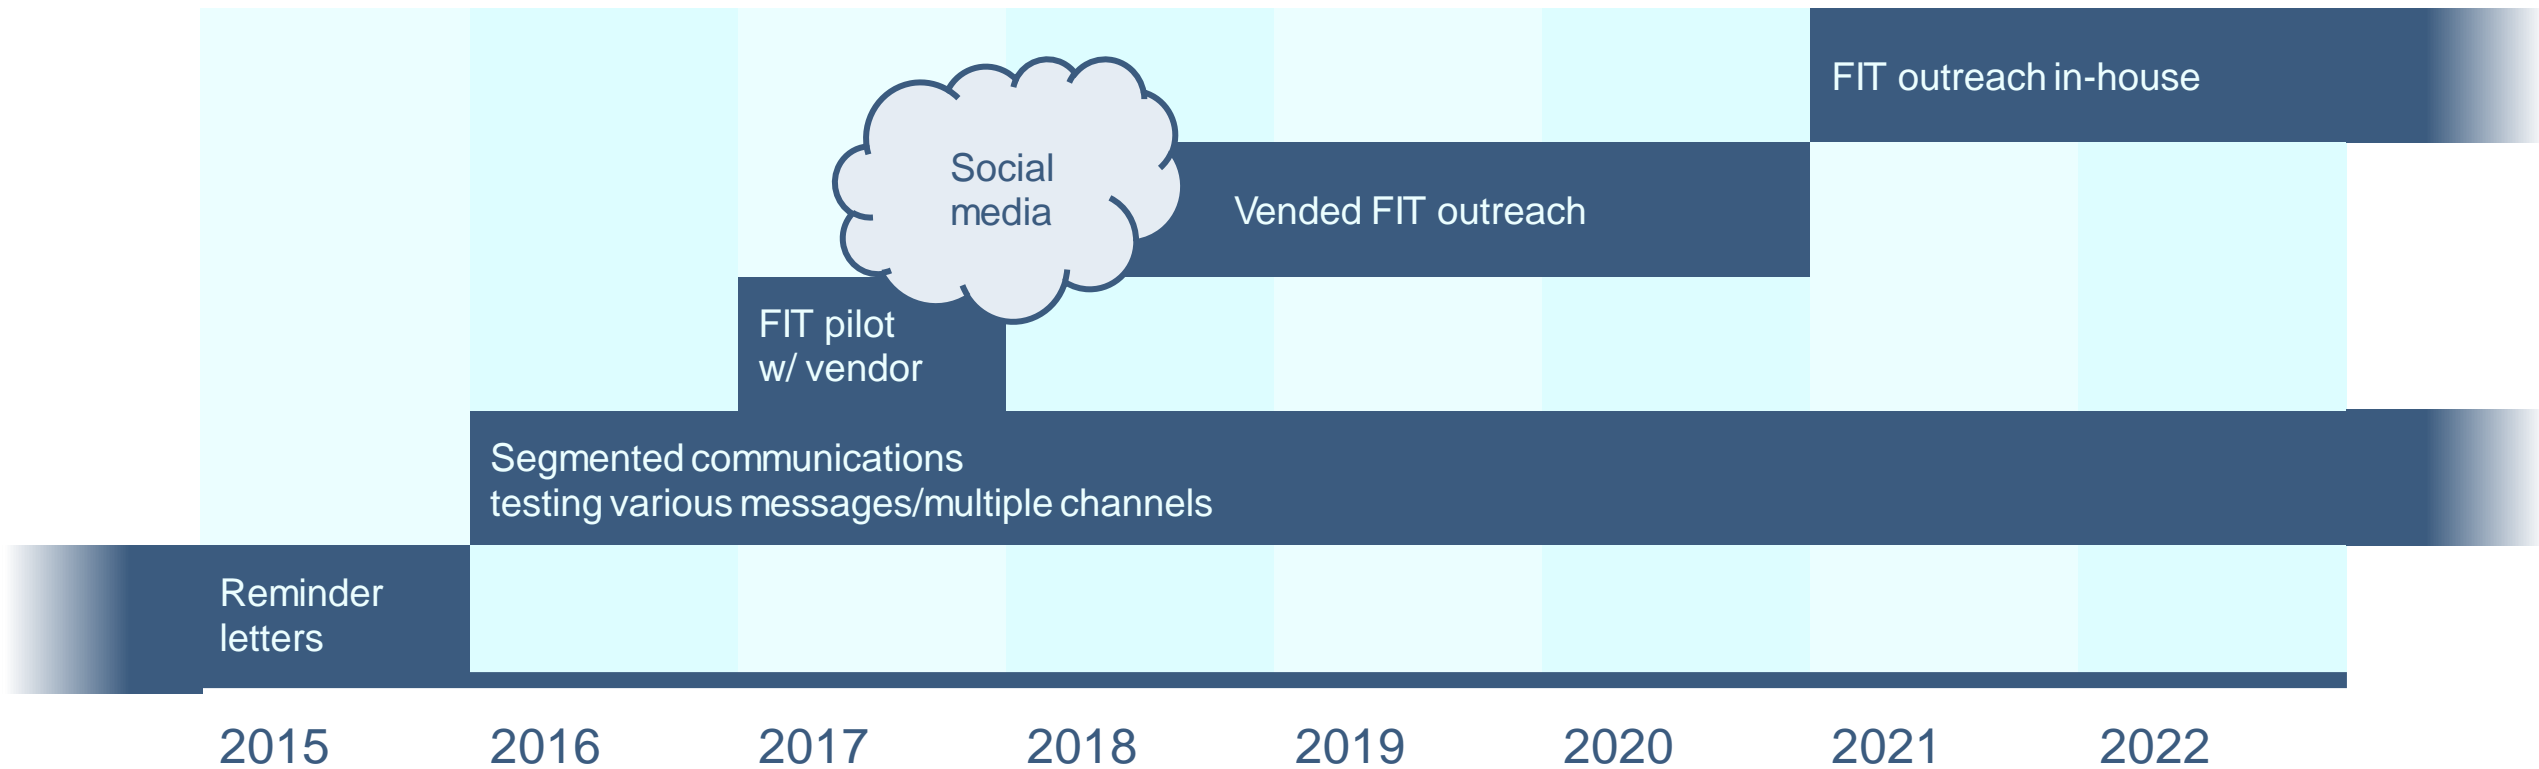 FIT outreach in-house
Social
media
Vended FIT outreach
FIT pilot
w/ vendor
Segmented communications
testing various messages/multiple channels
Reminder
letters
2015 2016 2017 2018 2019 2020 2021 2022